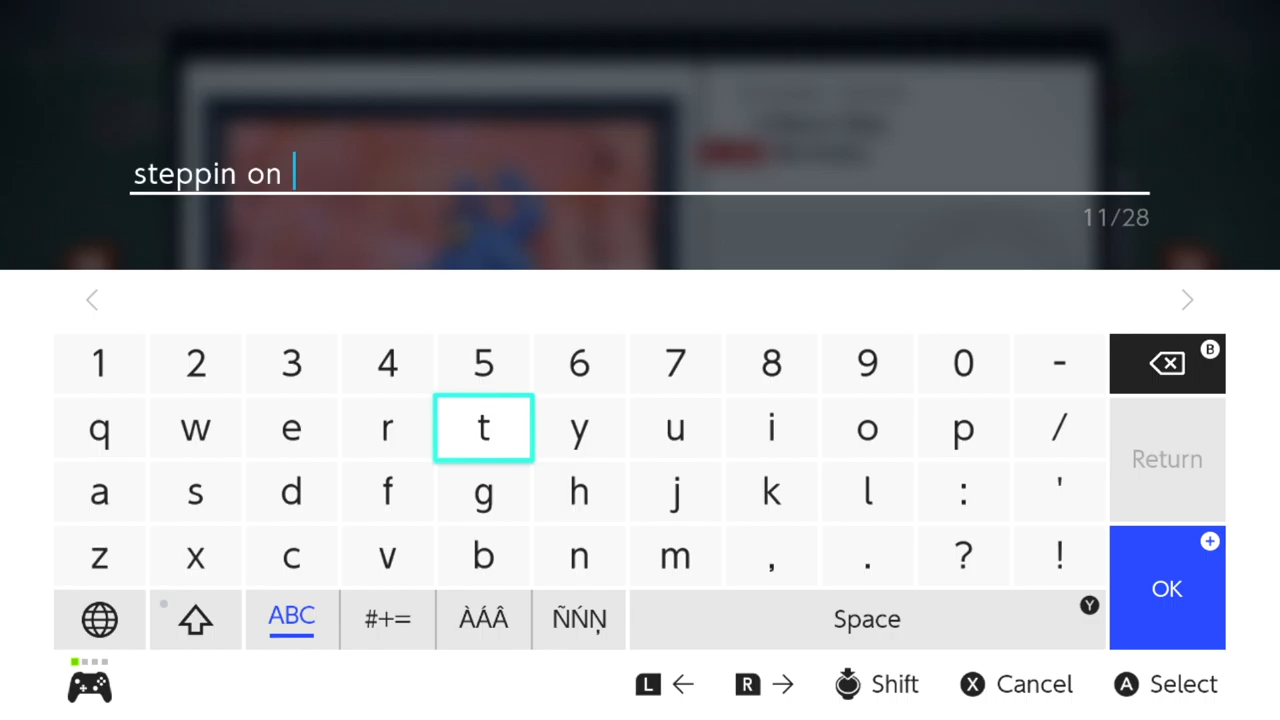 steppin on
11/28
1 2 3 4 5 6 7 8 9 0 - B
q w e r t y u i o p / Return
a s d f g h j k l : '
z x c v b n m , . ? ! + OK
ABC #+= ÀÁÂ ÑŃŅ Space Y
L ← R → Shift X Cancel A Select